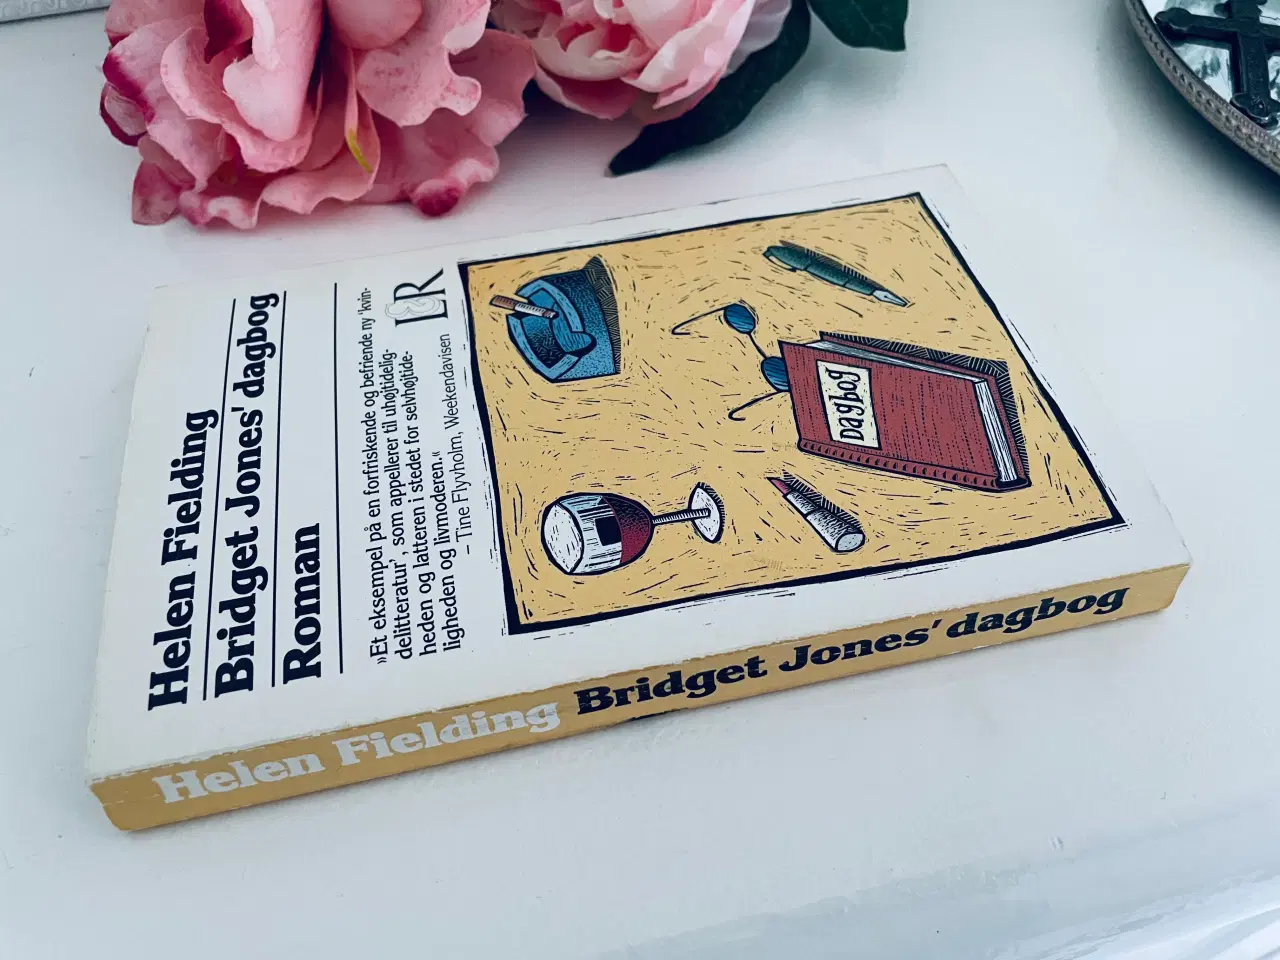 Helen Fielding
Bridget Jones' dagbog
Roman
»Et eksempel på en forfriskende og befriende ny 'kvin-
delitteratur', som appellerer til uhøjtidelig-
heden og latteren i stedet for selvhøjtide-
ligheden og livmoderen.«
– Tine Flyvholm, Weekendavisen
L&R
Dagbog
Helen Fielding Bridget Jones' dagbog